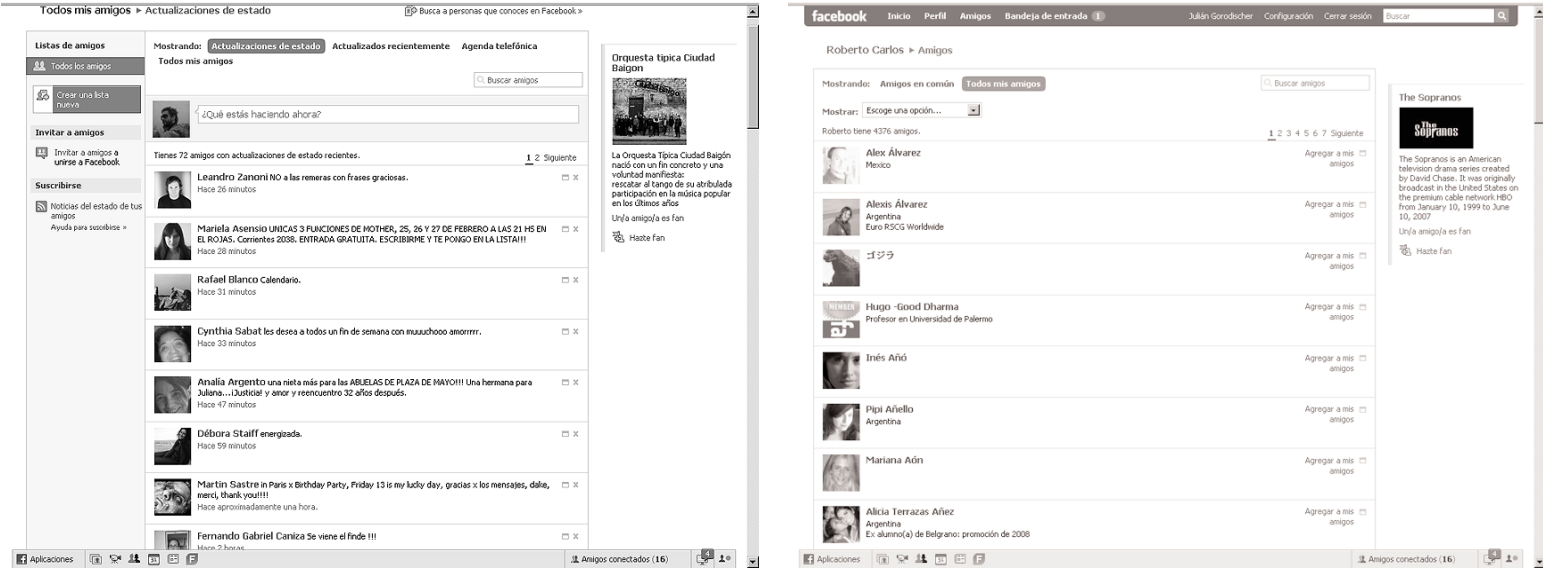 Todos mis amigos ▸ Actualizaciones de estado
Busca a personas que conoces en Facebook »
Listas de amigos
Todos los amigos
Crear una lista
nueva
Invitar a amigos
Invitar a amigos a
unirse a Facebook
Suscribirse
Noticias del estado de tus
amigos
Ayuda para suscribirse »
Mostrando: Actualizaciones de estado Actualizados recientemente Agenda telefónica
Todos mis amigos
Buscar amigos
¿Qué estás haciendo ahora?
Tienes 72 amigos con actualizaciones de estado recientes.
1 2 Siguiente
Leandro Zanoni NO a las remeras con frases graciosas.
Hace 26 minutos
Mariela Asensio UNICAS 3 FUNCIONES DE MOTHER, 25, 26 Y 27 DE FEBRERO A LAS 21 HS EN
EL ROJAS. Corrientes 2038. ENTRADA GRATUITA. ESCRIBIRME Y TE PONGO EN LA LISTA!!!
Hace 28 minutos
Rafael Blanco Calendario.
Hace 31 minutos
Cynthia Sabat les desea a todos un fin de semana con muuuchooo amorrrrr.
Hace 33 minutos
Analía Argento una nieta más para las ABUELAS DE PLAZA DE MAYO!!! Una hermana para
Juliana...¡Justicia! y amor y reencuentro 32 años después.
Hace 47 minutos
Débora Staiff energizada.
Hace 59 minutos
Martin Sastre in Paris x Birthday Party, Friday 13 is my lucky day, gracias x los mensajes, dake,
merci, thank you!!!!
Hace aproximadamente una hora.
Fernando Gabriel Caniza Se viene el finde !!!
Hace 2 horas
Orquesta tipica Ciudad
Baigon
La Orquesta Típica Ciudad Baigón
nació con un fin concreto y una
voluntad manifiesta:
rescatar al tango de su atribulada
participación en la música popular
en los últimos años
Un/a amigo/a es fan
Hazte fan
Aplicaciones
Amigos conectados (16)
4
facebook Inicio Perfil Amigos Bandeja de entrada 1 Julián Gorodischer Configuración Cerrar sesión Buscar
Roberto Carlos ▸ Amigos
Mostrando: Amigos en común Todos mis amigos
Buscar amigos
Mostrar: Escoge una opción...
Roberto tiene 4376 amigos.
1 2 3 4 5 6 7 Siguiente
Alex Álvarez
Mexico
Agregar a mis
amigos
Alexis Álvarez
Argentina
Euro RSCG Worldwide
Agregar a mis
amigos
ゴジラ
Agregar a mis
amigos
Hugo -Good Dharma
Profesor en Universidad de Palermo
Agregar a mis
amigos
Inés Añó
Agregar a mis
amigos
Pipi Añello
Argentina
Agregar a mis
amigos
Mariana Aón
Agregar a mis
amigos
Alicia Terrazas Añez
Argentina
Ex alumno(a) de Belgrano: promoción de 2008
Agregar a mis
amigos
The Sopranos
The
Sopranos
The Sopranos is an American
television drama series created
by David Chase. It was originally
broadcast in the United States on
the premium cable network HBO
from January 10, 1999 to June
10, 2007
Un/a amigo/a es fan
Hazte fan
Aplicaciones
Amigos conectados (16)
4